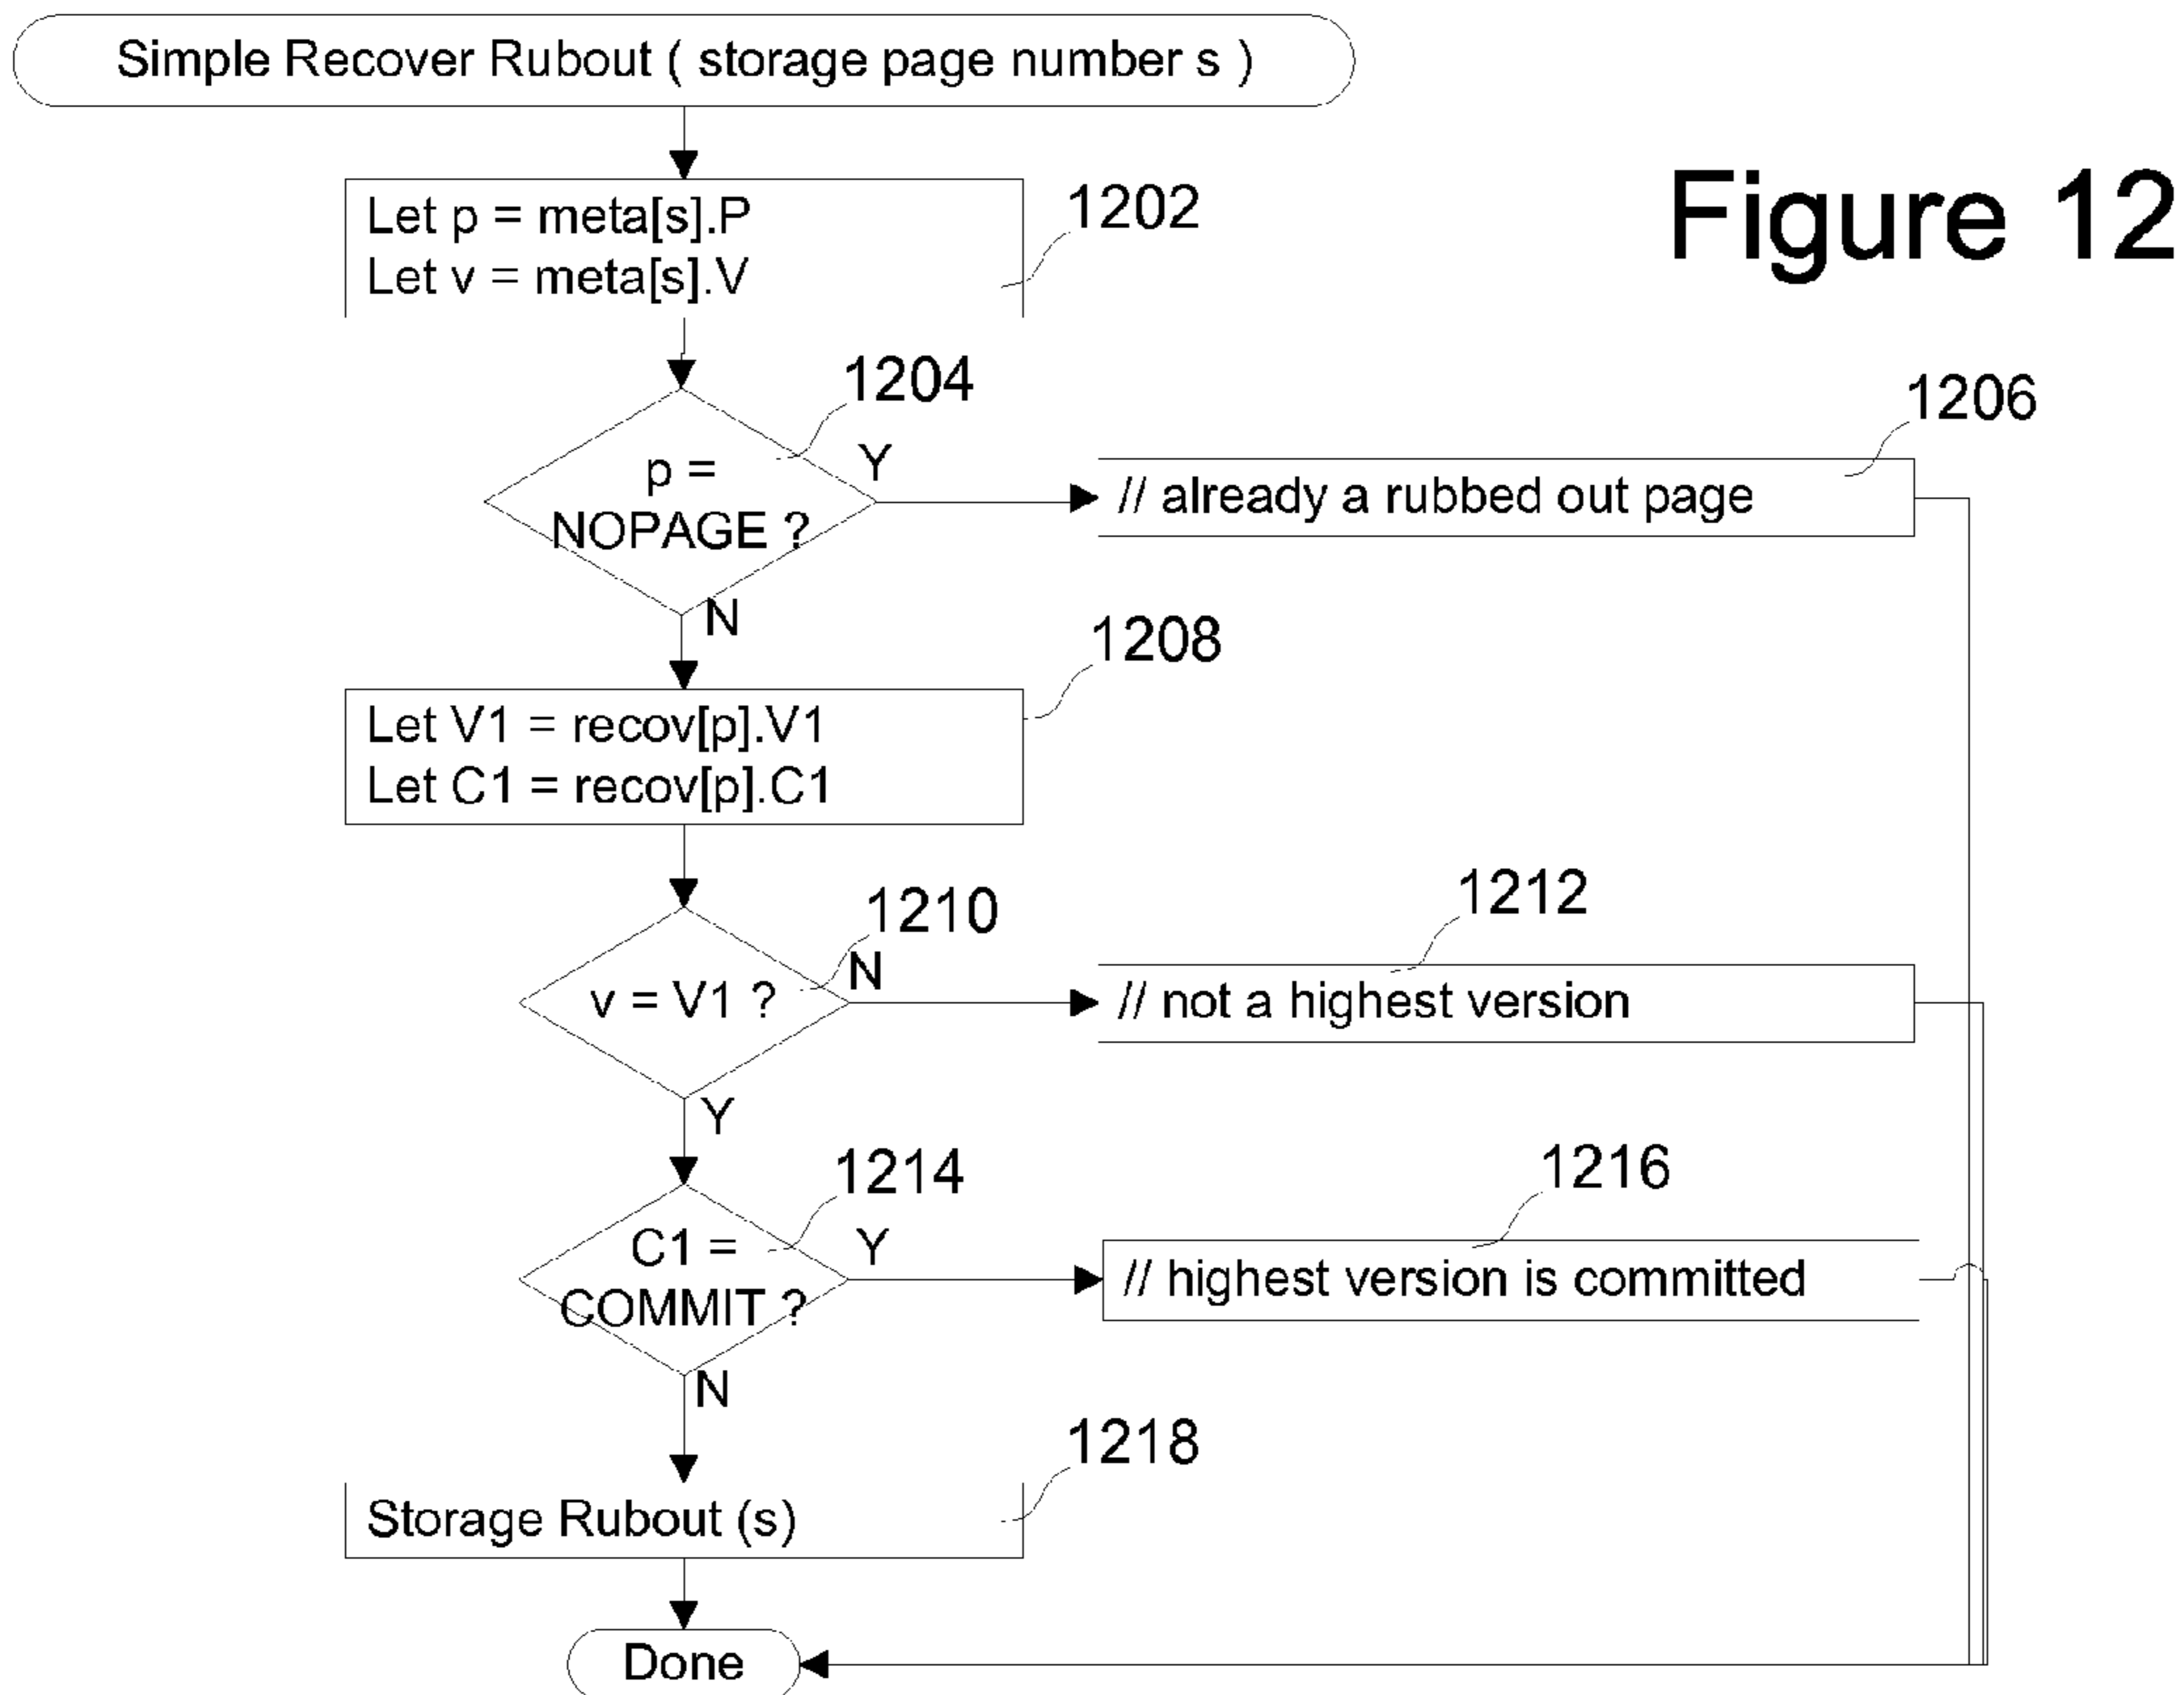 Simple Recover Rubout ( storage page number s )
Figure 12
1202
Let p = meta[s].P
Let v = meta[s].V
1204
p =
NOPAGE ?
Y
N
1206
// already a rubbed out page
1208
Let V1 = recov[p].V1
Let C1 = recov[p].C1
1210
v = V1 ?
N
Y
1212
// not a highest version
1214
C1 =
COMMIT ?
Y
N
1216
// highest version is committed
1218
Storage Rubout (s)
Done